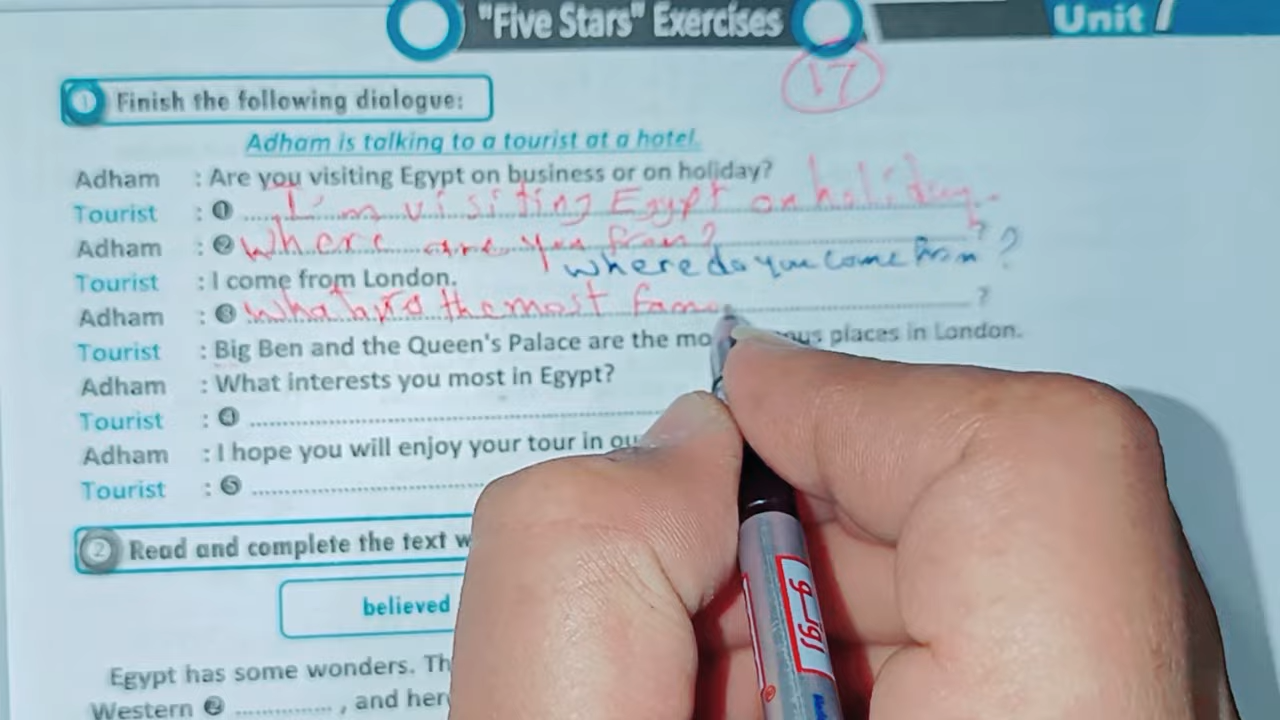 "Five Stars" Exercises
Unit 1
17
1 Finish the following dialogue:
Adham is talking to a tourist at a hotel.
Adham : Are you visiting Egypt on business or on holiday?
Tourist : 1 I'm visiting Egypt on holiday.
Adham : 2 Where are you from? ?
where do you come from ?
Tourist : I come from London.
Adham : 3 What are the most fam ?
Tourist : Big Ben and the Queen's Palace are the mo ous places in London.
Adham : What interests you most in Egypt?
Tourist : 4
Adham : I hope you will enjoy your tour in ou
Tourist : 5
2 Read and complete the text w
believed
Egypt has some wonders. Th
Western 2 , and her